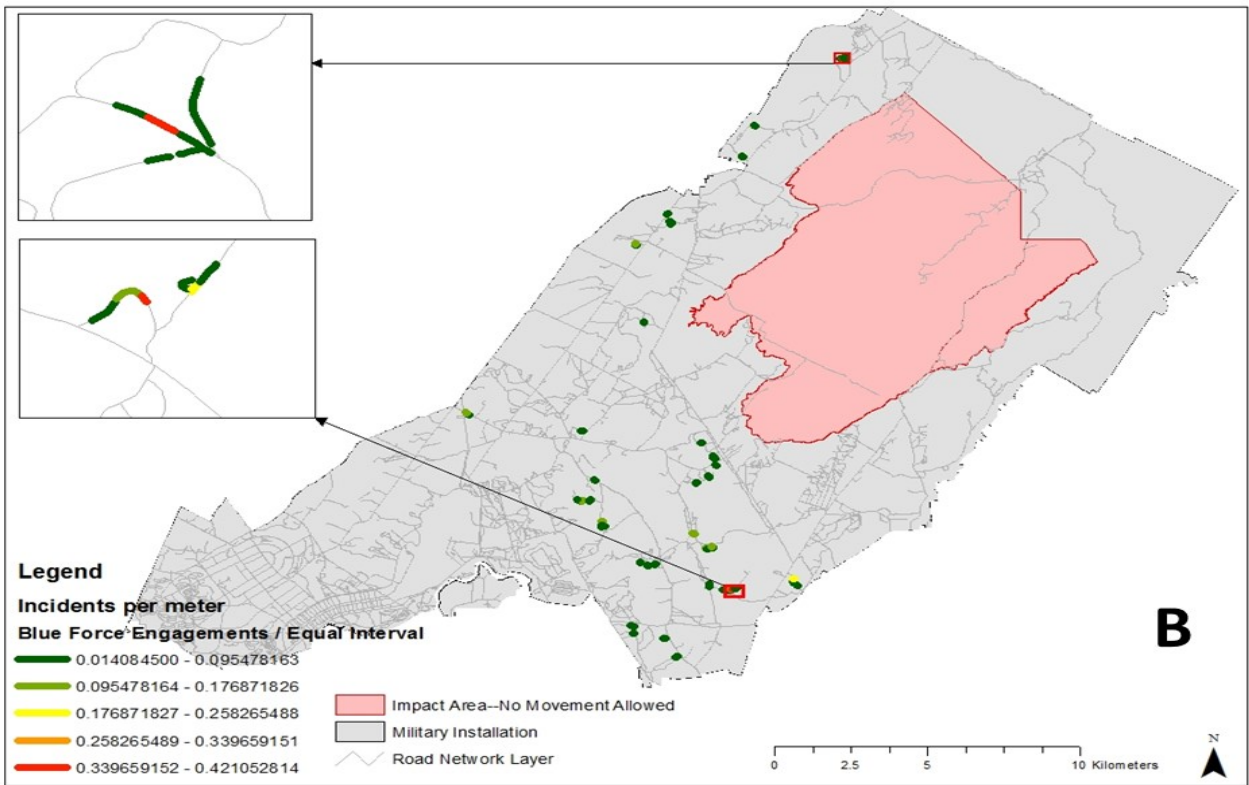 Legend
Incidents per meter
Blue Force Engagements / Equal Interval
0.014084500 - 0.095478163
0.095478164 - 0.176871826
0.176871827 - 0.258265488
0.258265489 - 0.339659151
0.339659152 - 0.421052814
Impact Area--No Movement Allowed
Military Installation
Road Network Layer
B
0 2.5 5 10 Kilometers
N